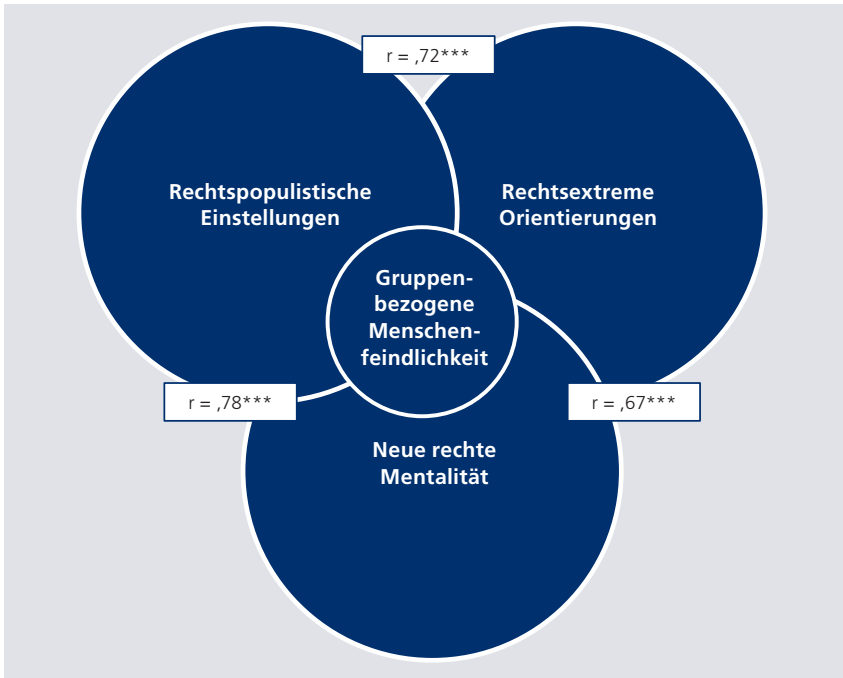 r = ,72***
Rechtspopulistische
Einstellungen
Rechtsextreme
Orientierungen
Gruppen-
bezogene
Menschen-
feindlichkeit
r = ,78***
r = ,67***
Neue rechte
Mentalität